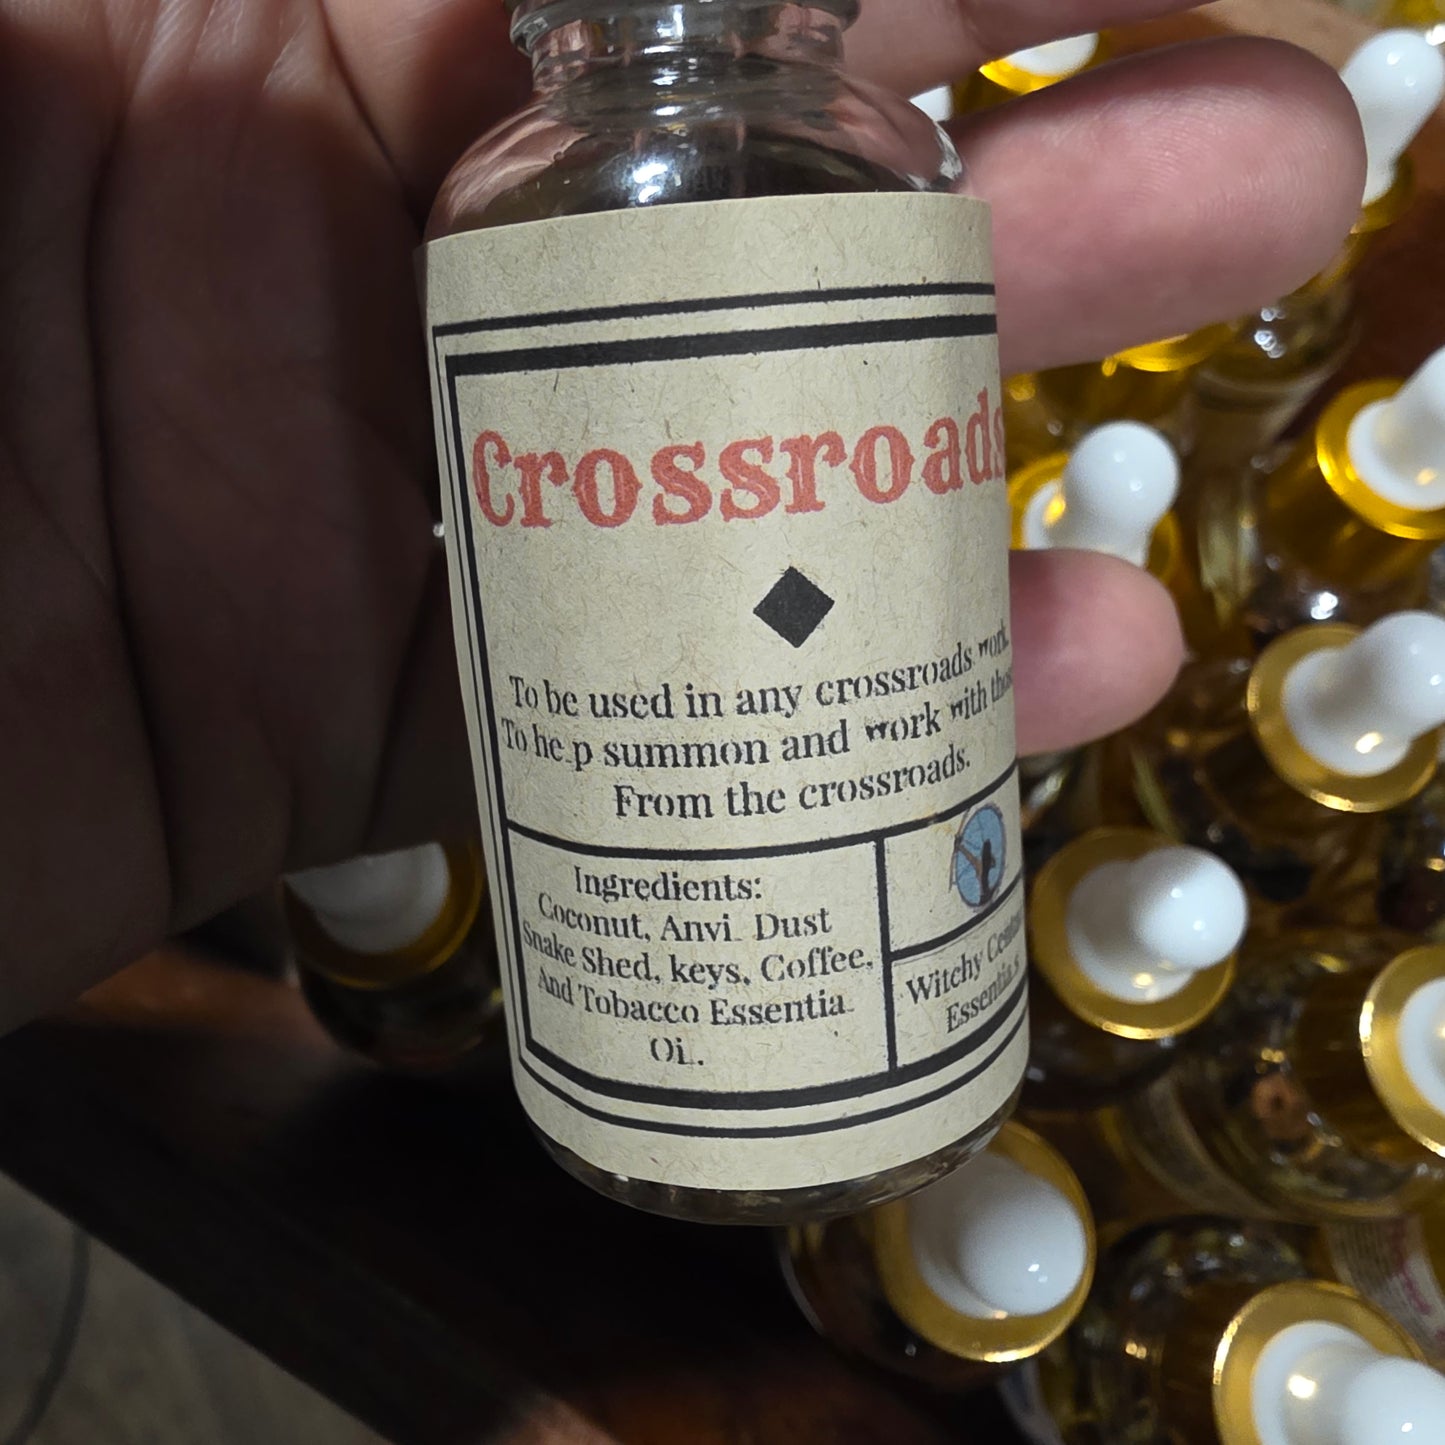 Crossroads
To be used in any crossroads work.
To he p summon and work with
From the crossroads.
Ingredients:
Coconut, Anvi Dust
Snake Shed, keys, Coffee,
And Tobacco Essentia
Oi .
Witchy
Essentia s